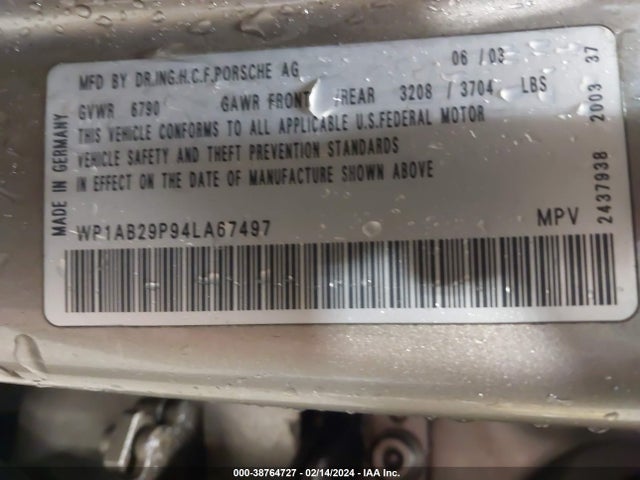 MFD BY DR.ING.H.C.F.PORSCHE AG 06 / 03
GVWR 6790 GAWR FRONT /REAR 3208 / 3704 LBS
THIS VEHICLE CONFORMS TO ALL APPLICABLE U.S.FEDERAL MOTOR
VEHICLE SAFETY AND THEFT PREVENTION STANDARDS
IN EFFECT ON THE DATE OF MANUFACTURE SHOWN ABOVE
WP1AB29P94LA67497 MPV
MADE IN GERMANY
2437938 2003 37
000-38764727 - 02/14/2024 - IAA Inc.